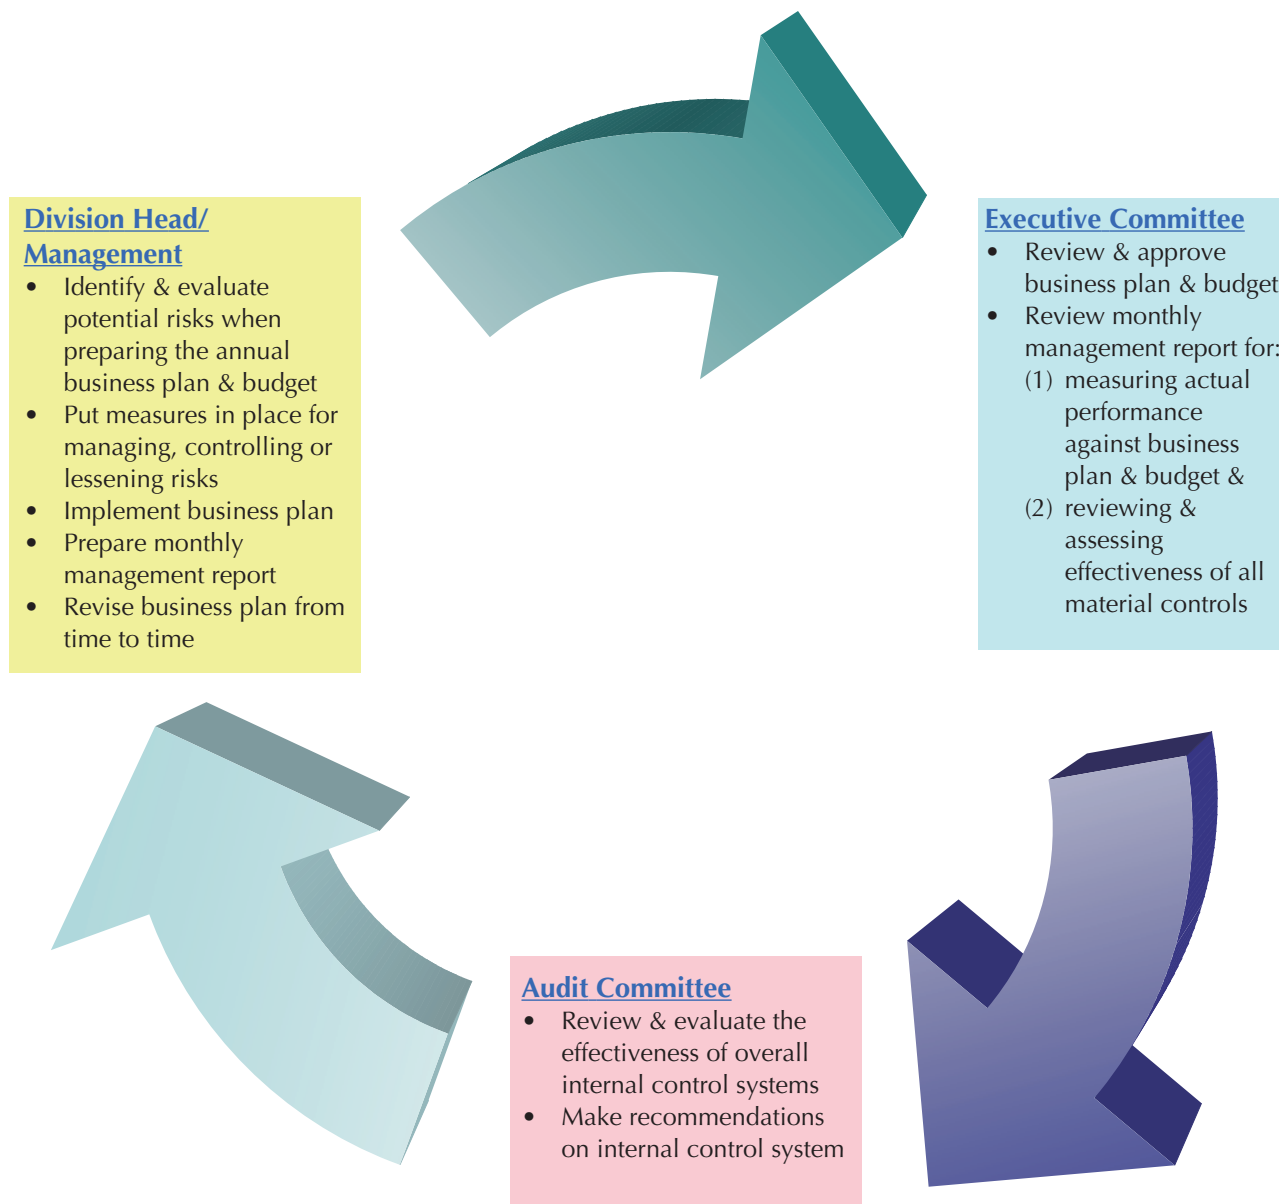 Division Head/
Management
• Identify & evaluate
potential risks when
preparing the annual
business plan & budget
• Put measures in place for
managing, controlling or
lessening risks
• Implement business plan
• Prepare monthly
management report
• Revise business plan from
time to time
Executive Committee
• Review & approve
business plan & budget
• Review monthly
management report for:
(1) measuring actual
performance
against business
plan & budget &
(2) reviewing &
assessing
effectiveness of all
material controls
Audit Committee
• Review & evaluate the
effectiveness of overall
internal control systems
• Make recommendations
on internal control system